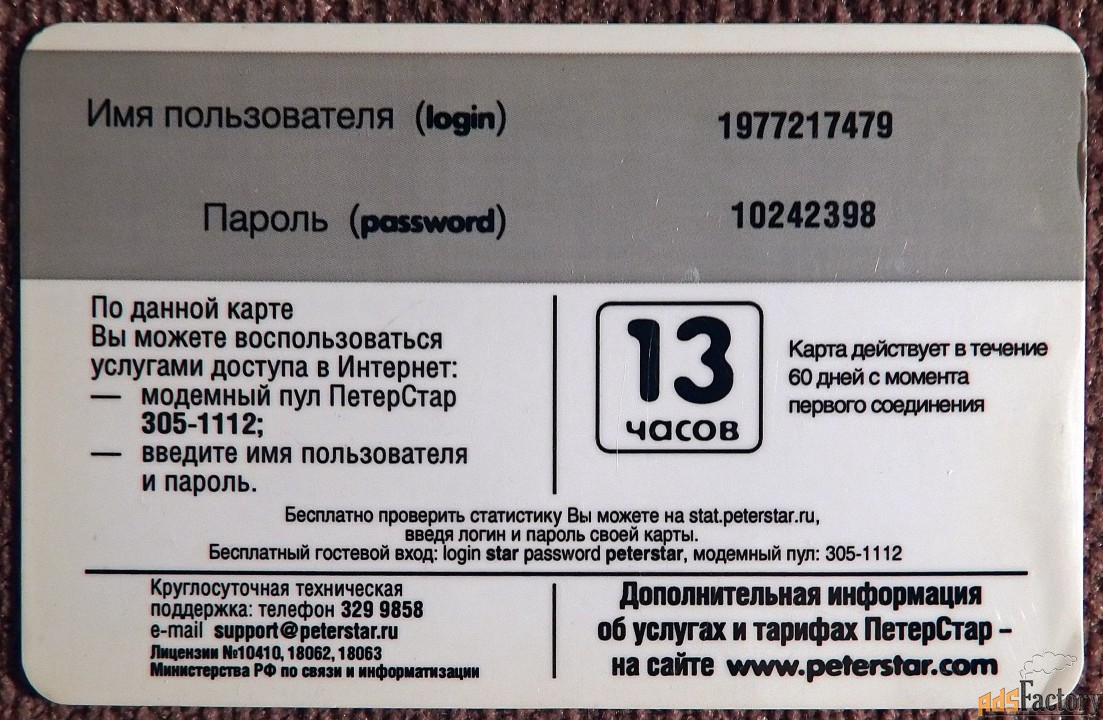 Имя пользователя (login) 1977217479
Пароль (password) 10242398
По данной карте
Вы можете воспользоваться
услугами доступа в Интернет:
— модемный пул ПетерСтар
305-1112;
— введите имя пользователя
и пароль.
13
часов
Карта действует в течение
60 дней с момента
первого соединения
Бесплатно проверить статистику Вы можете на stat.peterstar.ru,
введя логин и пароль своей карты.
Бесплатный гостевой вход: login star password peterstar, модемный пул: 305-1112
Круглосуточная техническая
поддержка: телефон 329 9858
e-mail support@peterstar.ru
Лицензии №10410, 18062, 18063
Министерства РФ по связи и информатизации
Дополнительная информация
об услугах и тарифах ПетерСтар –
на сайте www.peterstar.com
AdsFactory